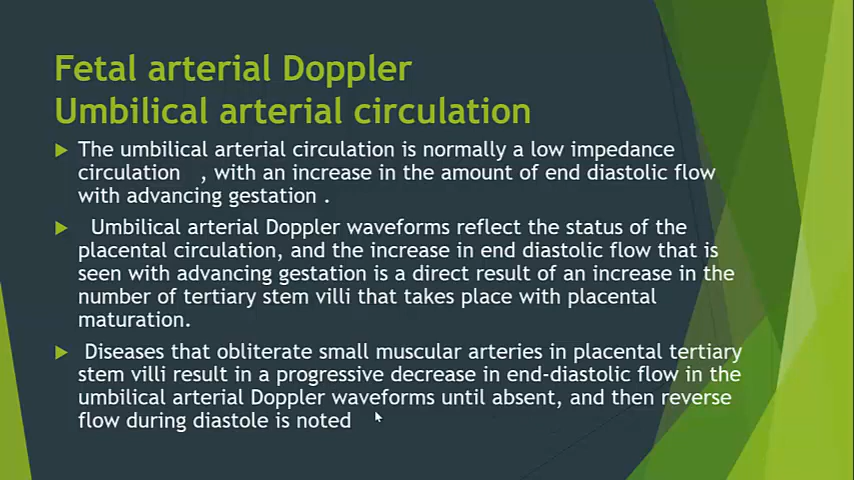 Fetal arterial Doppler
Umbilical arterial circulation
The umbilical arterial circulation is normally a low impedance
circulation , with an increase in the amount of end diastolic flow
with advancing gestation .
Umbilical arterial Doppler waveforms reflect the status of the
placental circulation, and the increase in end diastolic flow that is
seen with advancing gestation is a direct result of an increase in the
number of tertiary stem villi that takes place with placental
maturation.
Diseases that obliterate small muscular arteries in placental tertiary
stem villi result in a progressive decrease in end-diastolic flow in the
umbilical arterial Doppler waveforms until absent, and then reverse
flow during diastole is noted